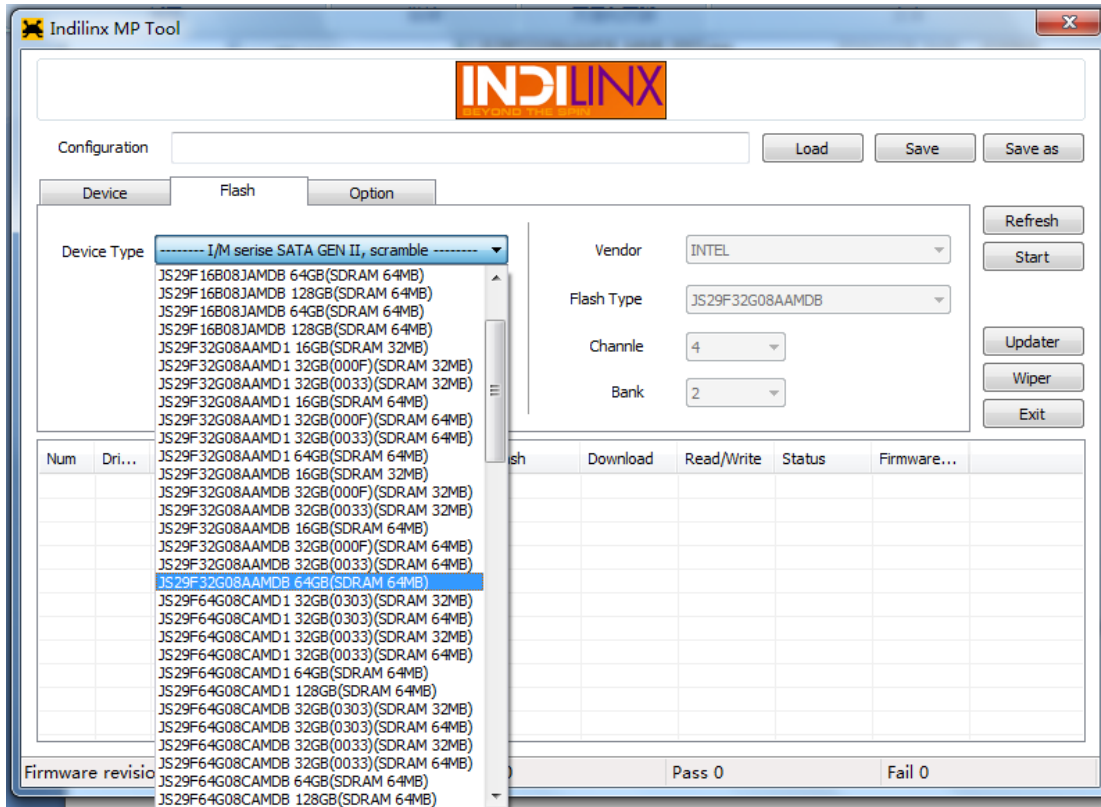 Indilinx MP Tool
INDILINX
BEYOND THE SPIN
Configuration
Load
Save
Save as
Device
Flash
Option
Refresh
Start
Device Type
-------- I/M serise SATA GEN II, scramble --------
Vendor
INTEL
Flash Type
JS29F32G08AAMDB
Channle
4
Bank
2
Updater
Wiper
Exit
JS29F16B08JAMDB 64GB(SDRAM 64MB)
JS29F16B08JAMDB 128GB(SDRAM 64MB)
JS29F16B08JAMDB 64GB(SDRAM 64MB)
JS29F16B08JAMDB 128GB(SDRAM 64MB)
JS29F32G08AAMD1 16GB(SDRAM 32MB)
JS29F32G08AAMD1 32GB(000F)(SDRAM 32MB)
JS29F32G08AAMD1 32GB(0033)(SDRAM 32MB)
JS29F32G08AAMD1 16GB(SDRAM 64MB)
JS29F32G08AAMD1 32GB(000F)(SDRAM 64MB)
JS29F32G08AAMD1 32GB(0033)(SDRAM 64MB)
JS29F32G08AAMD1 64GB(SDRAM 64MB)
JS29F32G08AAMDB 16GB(SDRAM 32MB)
JS29F32G08AAMDB 32GB(000F)(SDRAM 32MB)
JS29F32G08AAMDB 32GB(0033)(SDRAM 32MB)
JS29F32G08AAMDB 16GB(SDRAM 64MB)
JS29F32G08AAMDB 32GB(000F)(SDRAM 64MB)
JS29F32G08AAMDB 32GB(0033)(SDRAM 64MB)
JS29F32G08AAMDB 64GB(SDRAM 64MB)
JS29F64G08CAMD1 32GB(0303)(SDRAM 32MB)
JS29F64G08CAMD1 32GB(0303)(SDRAM 64MB)
JS29F64G08CAMD1 32GB(0033)(SDRAM 32MB)
JS29F64G08CAMD1 32GB(0033)(SDRAM 64MB)
JS29F64G08CAMD1 64GB(SDRAM 64MB)
JS29F64G08CAMD1 128GB(SDRAM 64MB)
JS29F64G08CAMDB 32GB(0303)(SDRAM 32MB)
JS29F64G08CAMDB 32GB(0303)(SDRAM 64MB)
JS29F64G08CAMDB 32GB(0033)(SDRAM 32MB)
JS29F64G08CAMDB 32GB(0033)(SDRAM 64MB)
JS29F64G08CAMDB 64GB(SDRAM 64MB)
JS29F64G08CAMDB 128GB(SDRAM 64MB)
Num Dri... sh Download Read/Write Status Firmware...
Firmware revisio Pass 0 Fail 0